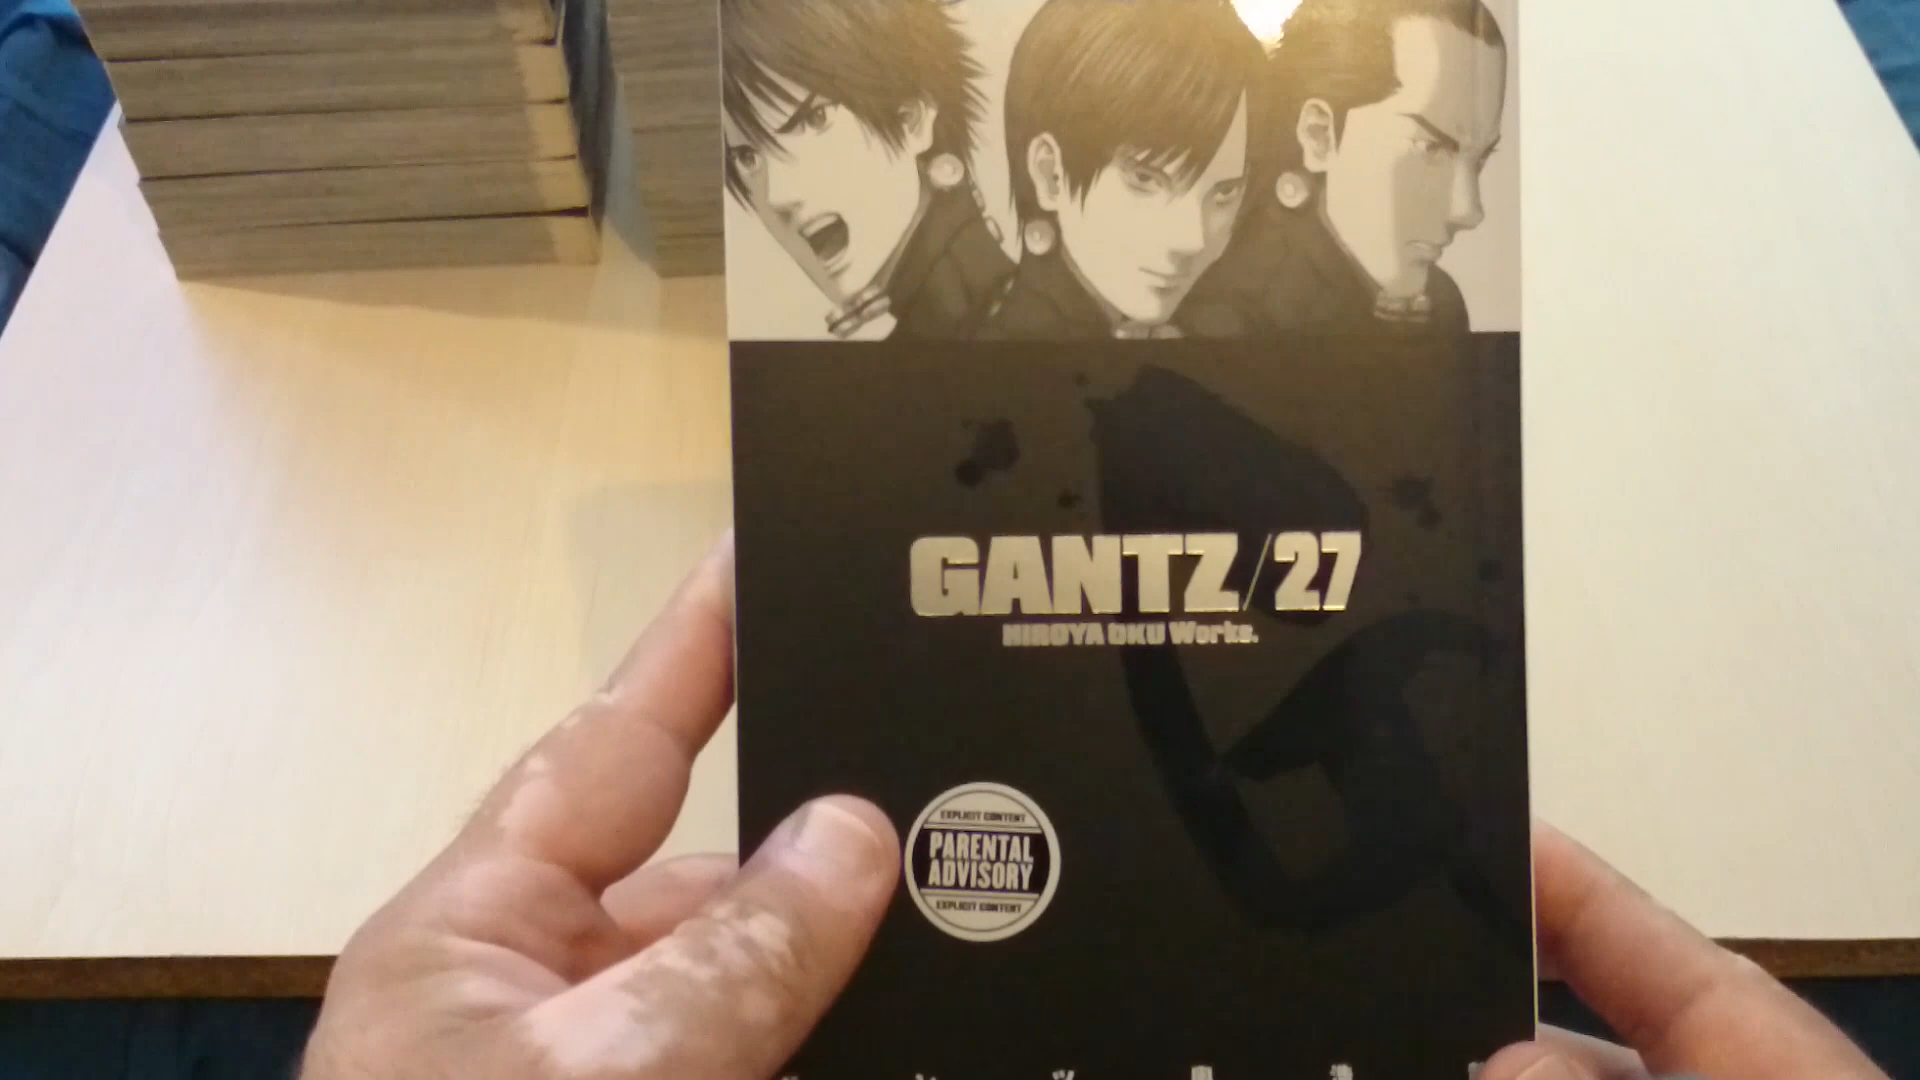 GANTZ/27
HIROYA OKU Works.
EXPLICIT CONTENT
PARENTAL
ADVISORY
EXPLICIT CONTENT